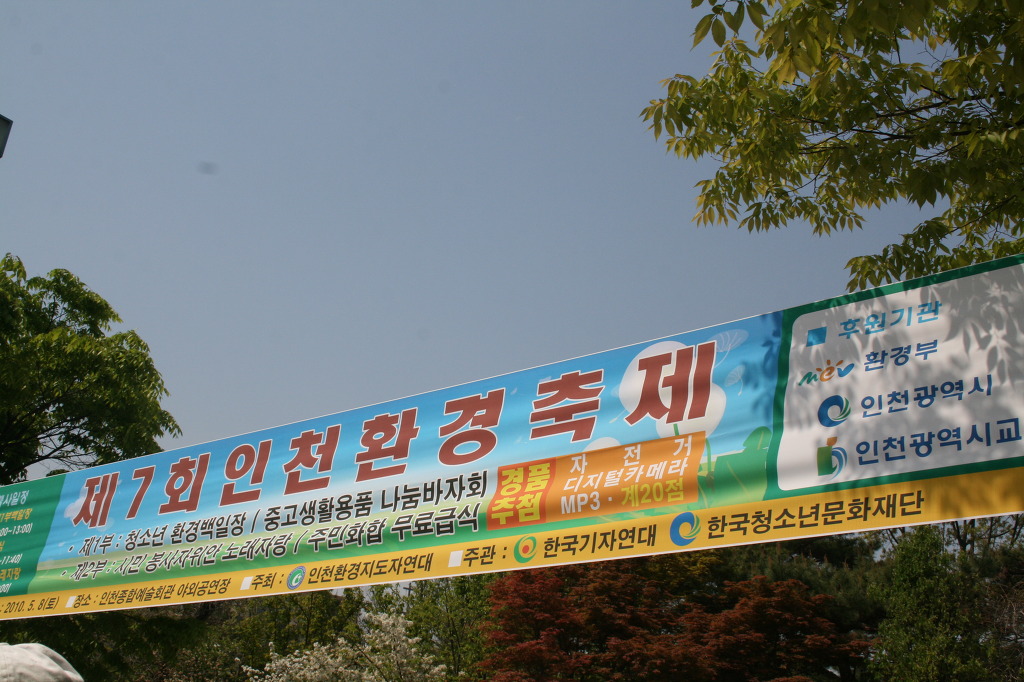 제7회 인천환경축제
· 제1부 : 청소년 환경백일장 / 중고생활용품 나눔바자회
· 제2부 : 시민·봉사자위안 노래자랑 / 주민화합 무료급식
경품
추첨
자전거
디지털카메라
MP3 · 계20점
: 2010. 5. 8(토) 장소 : 인천종합예술회관 야외공연장 주최 : 인천환경지도자연대 주관 : 한국기자연대 한국청소년문화재단
후원기관
mev 환경부
인천광역시
인천광역시교